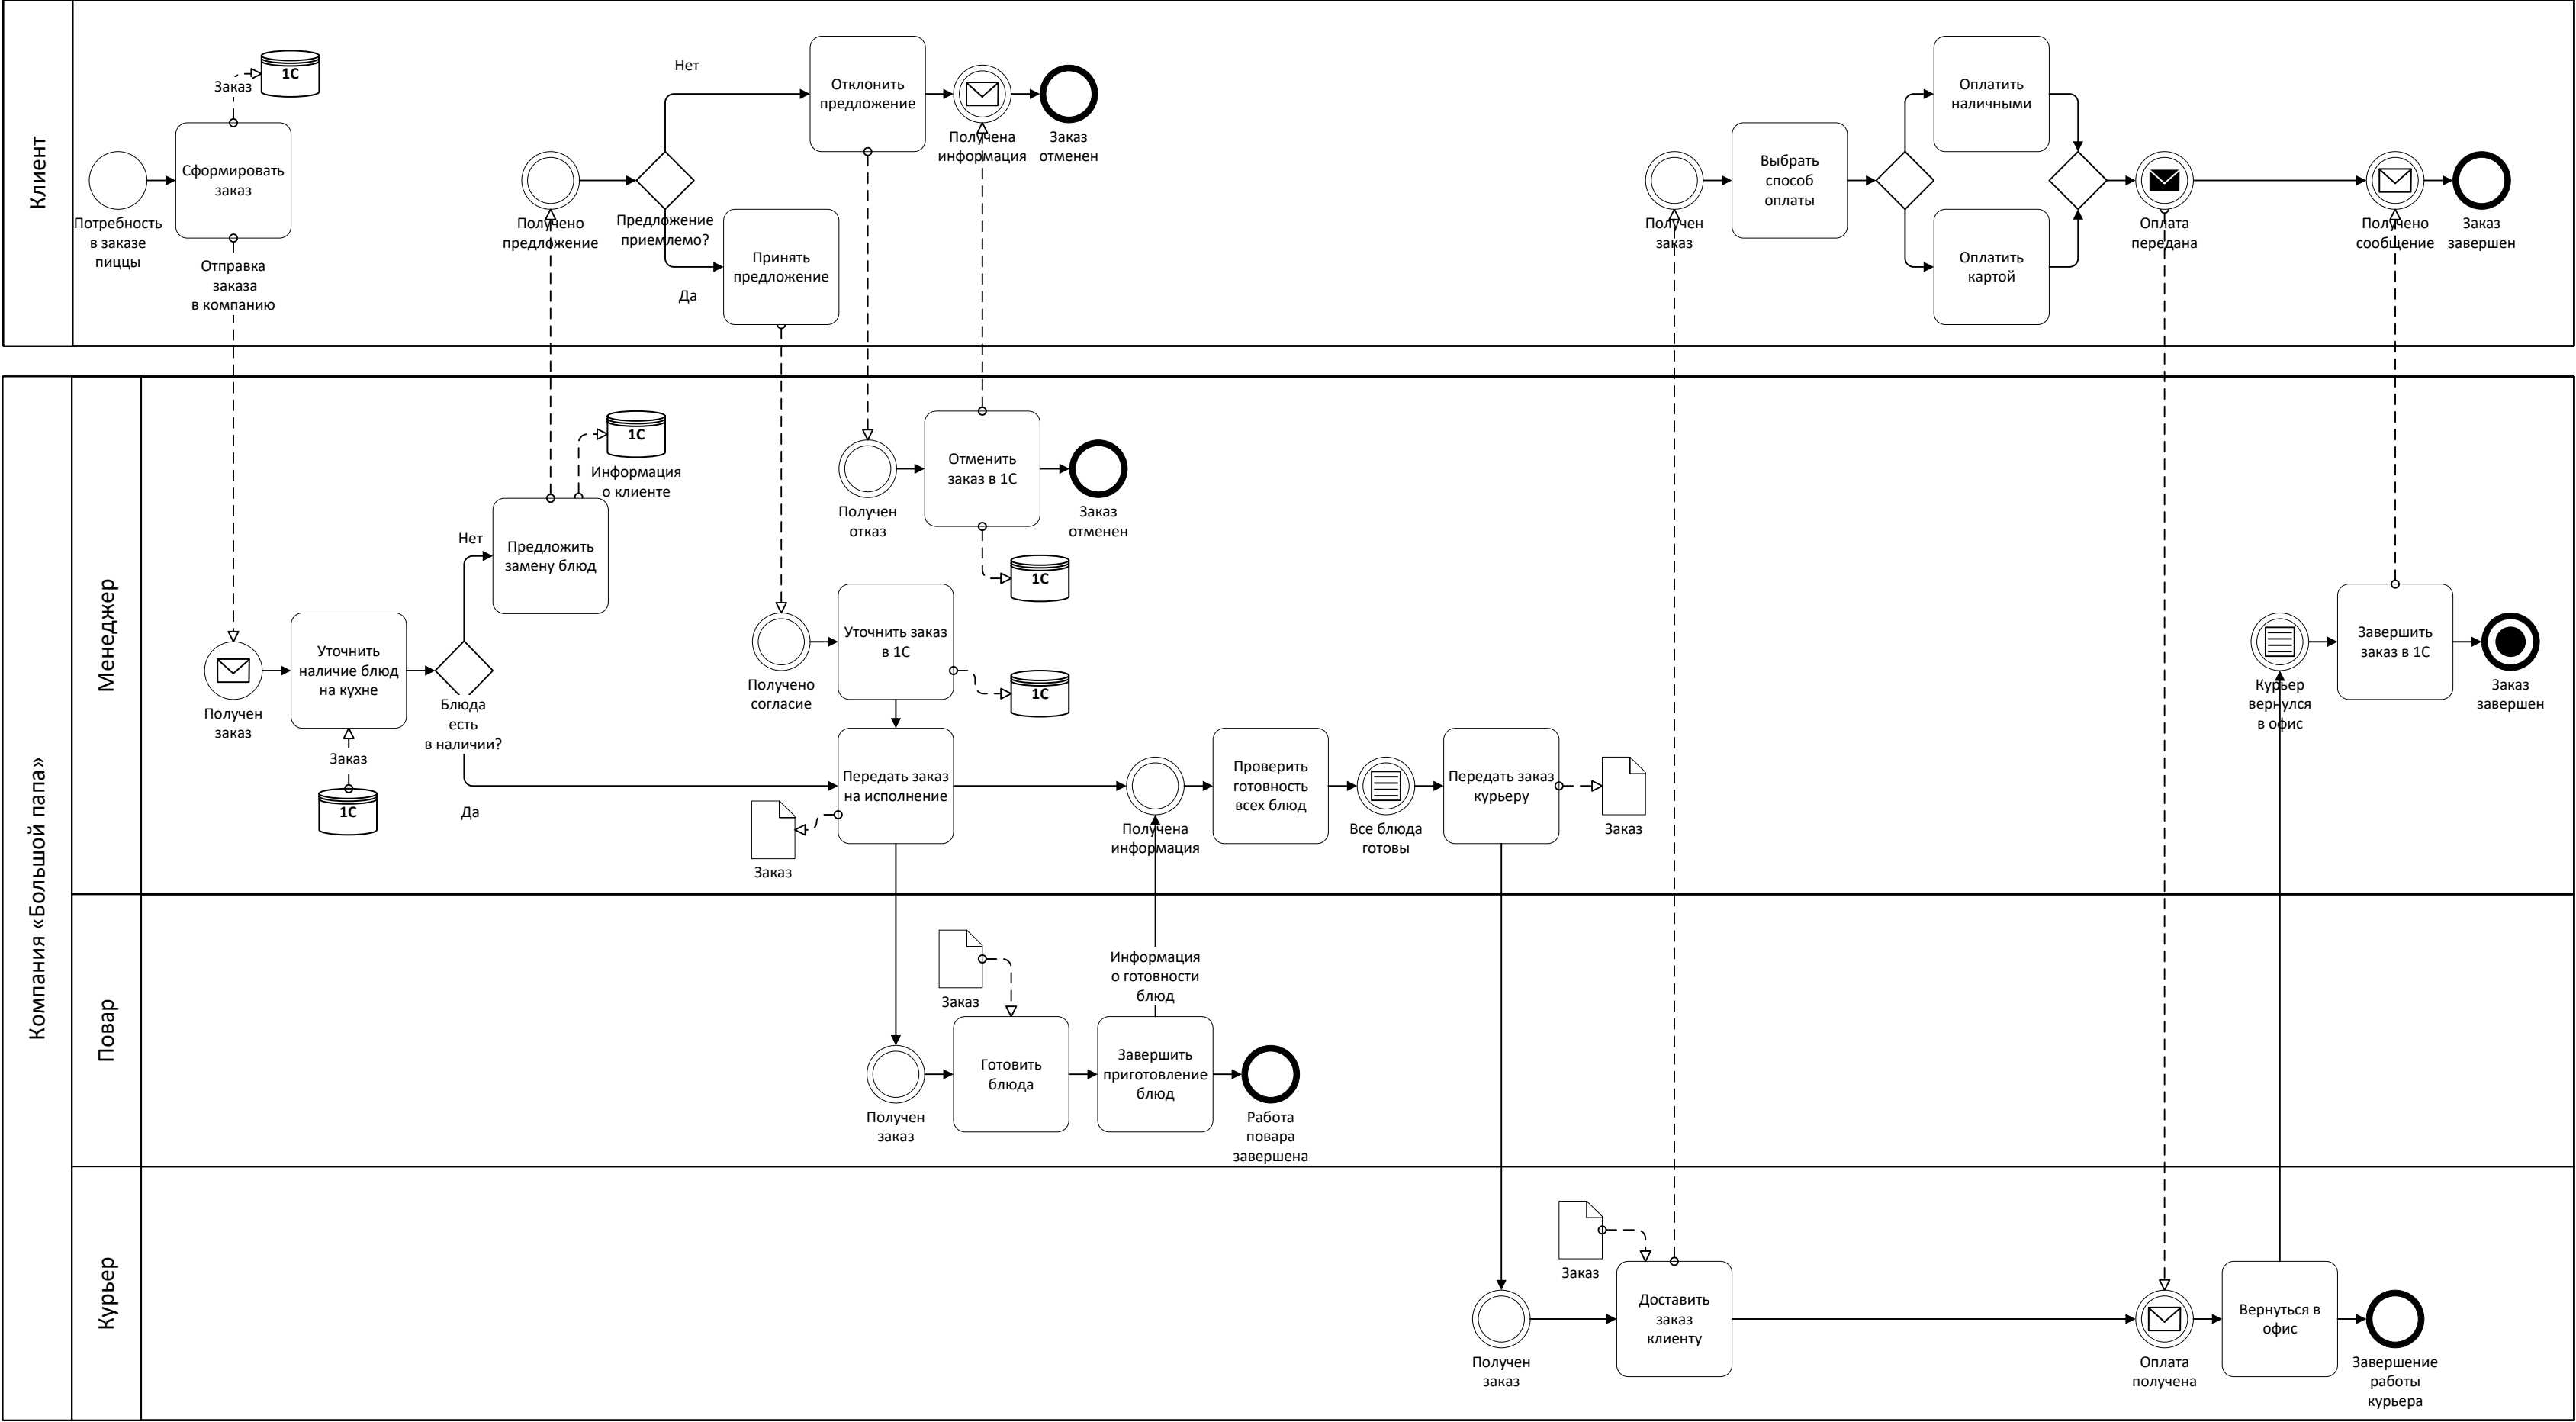 Клиент
1С
Заказ
Сформировать
заказ
Потребность
в заказе
пиццы
Отправка
заказа
в компанию
Получено
предложение
Предложение
приемлемо?
Нет
Да
Отклонить
предложение
Принять
предложение
Получена
информация
Заказ
отменен
Получен
заказ
Выбрать
способ
оплаты
Оплатить
наличными
Оплатить
картой
Оплата
передана
Получено
сообщение
Заказ
завершен
Компания «Большой папа»
Менеджер
Получен
заказ
Уточнить
наличие блюд
на кухне
Заказ
1С
Блюда
есть
в наличии?
Нет
Да
Предложить
замену блюд
1С
Информация
о клиенте
Получен
отказ
Отменить
заказ в 1С
Заказ
отменен
1С
Получено
согласие
Уточнить заказ
в 1С
1С
Передать заказ
на исполнение
Заказ
Получена
информация
Проверить
готовность
всех блюд
Все блюда
готовы
Передать заказ
курьеру
Заказ
Курьер
вернулся
в офис
Завершить
заказ в 1С
Заказ
завершен
Повар
Заказ
Информация
о готовности
блюд
Получен
заказ
Готовить
блюда
Завершить
приготовление
блюд
Работа
повара
завершена
Курьер
Получен
заказ
Заказ
Доставить
заказ
клиенту
Оплата
получена
Вернуться в
офис
Завершение
работы
курьера